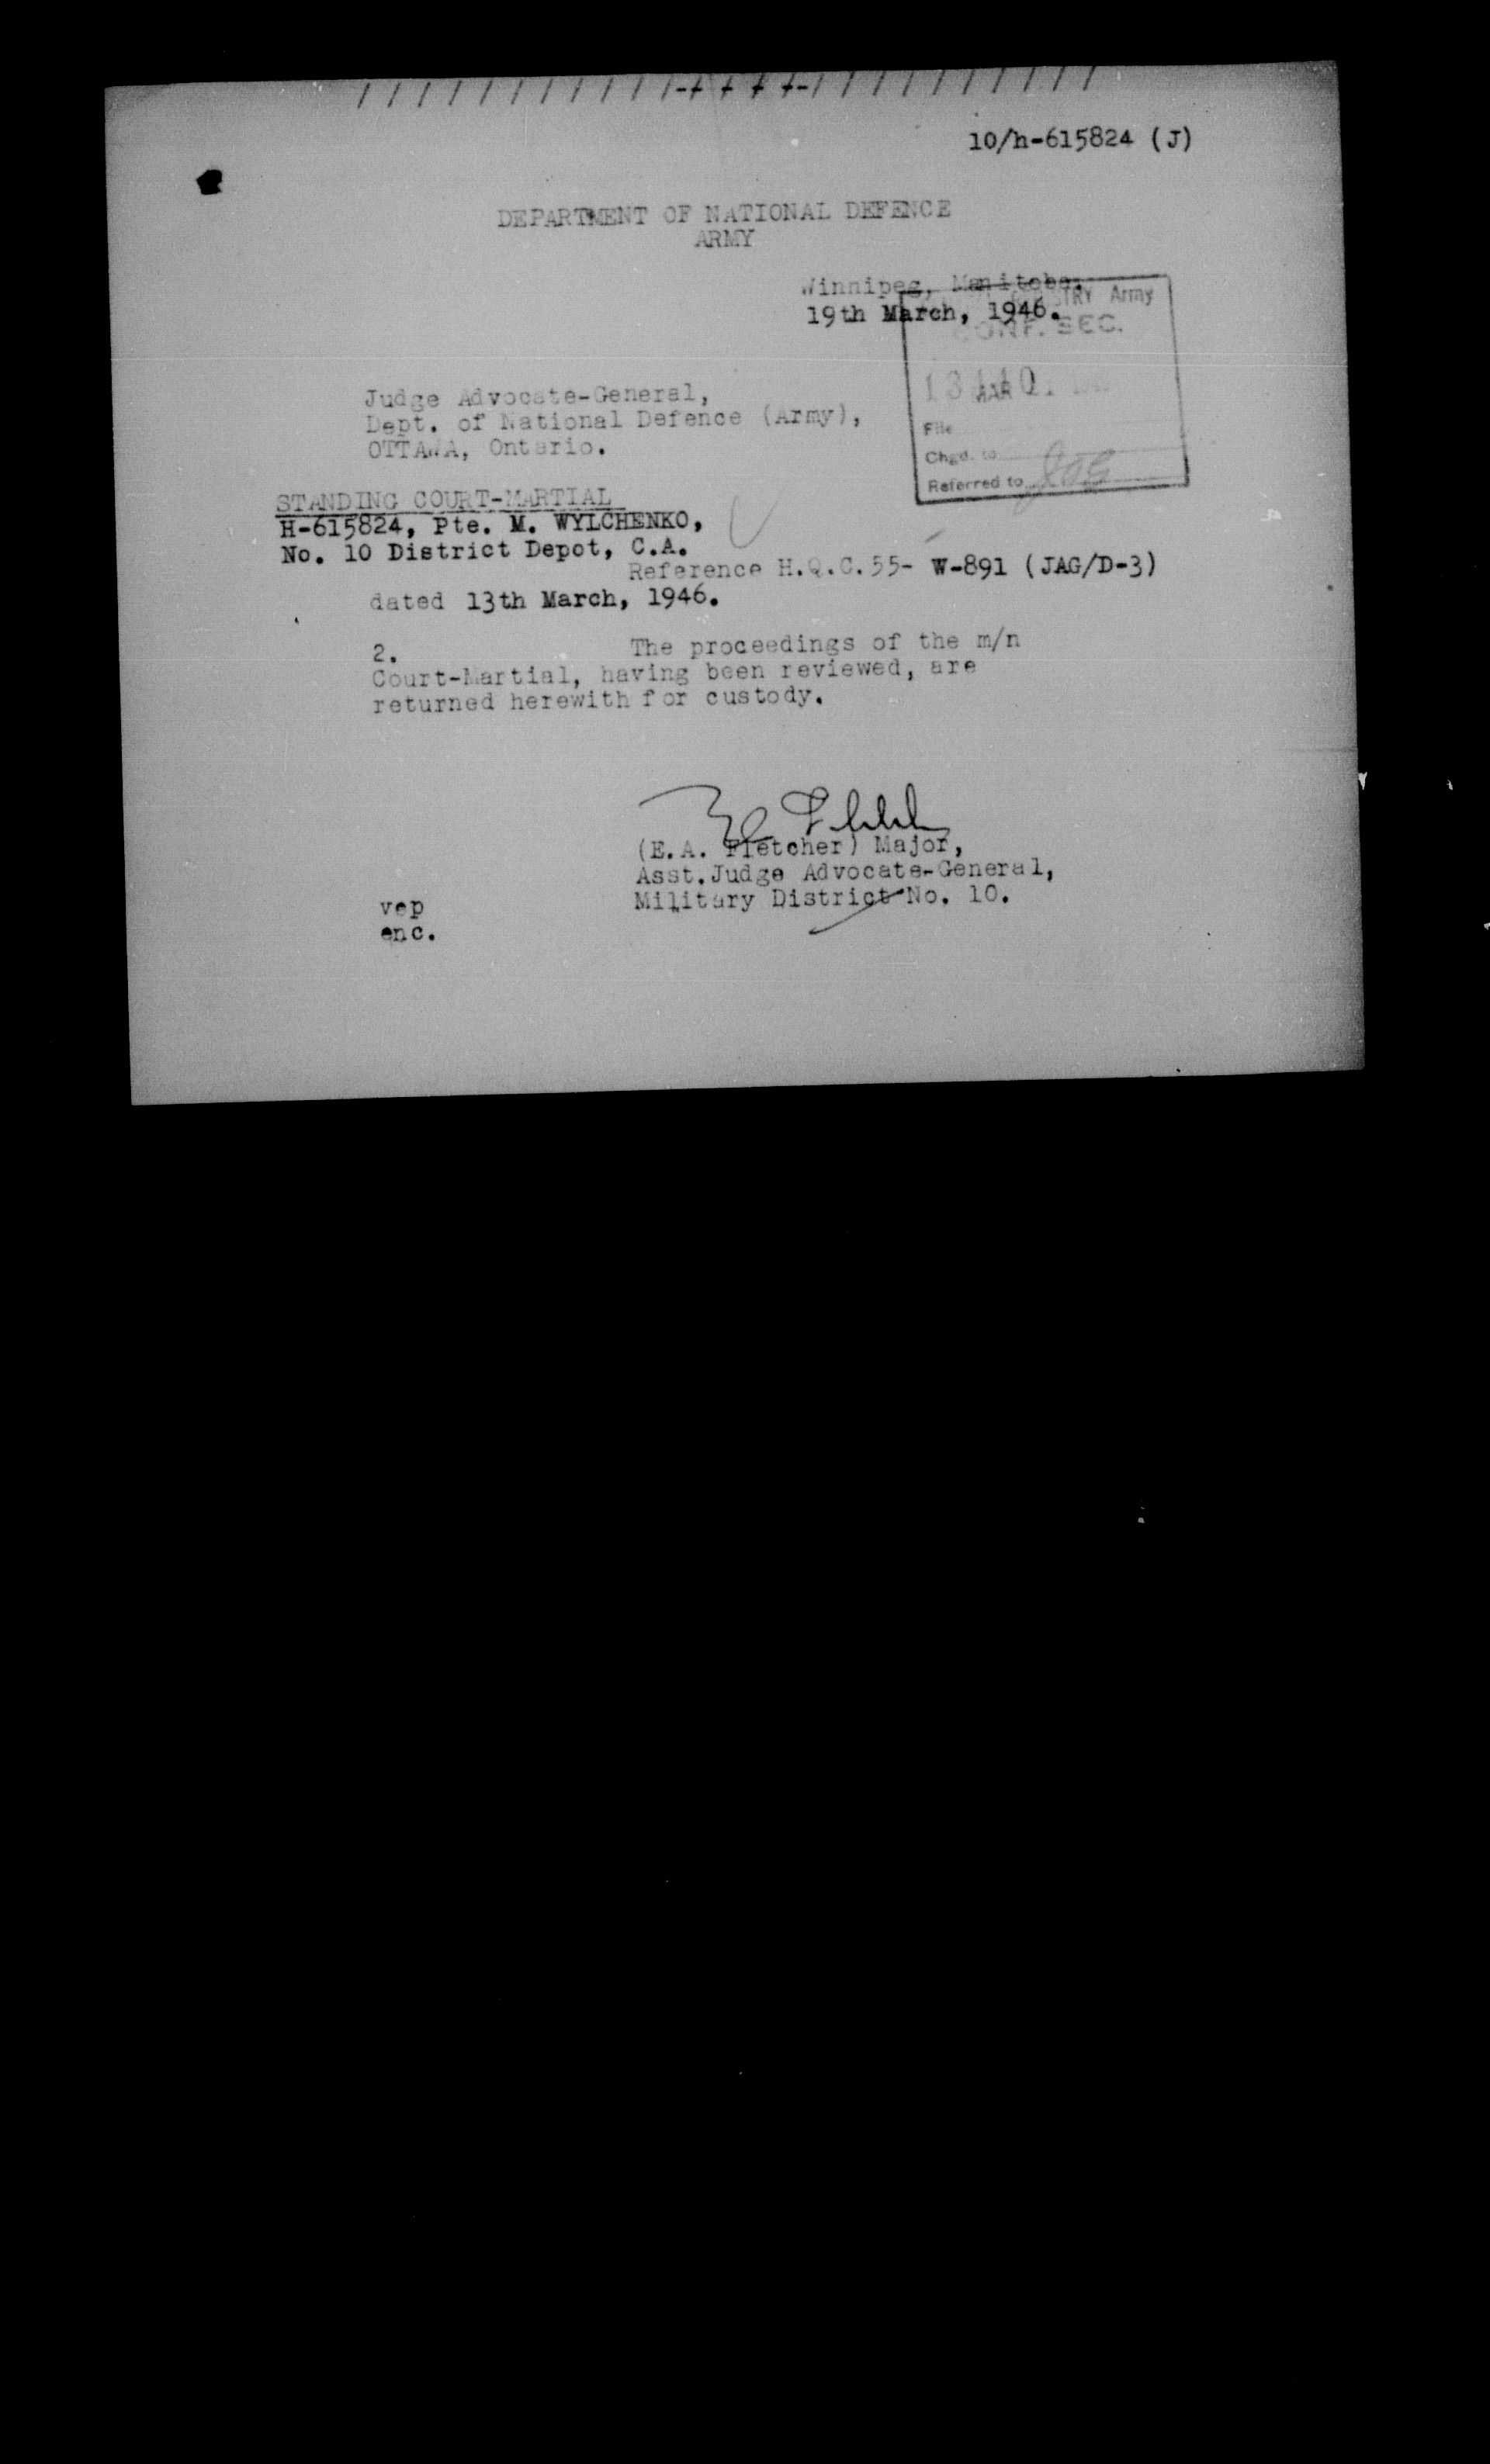 10/h-615824 (J)
DEPARTMENT OF NATIONAL DEFENCE
ARMY
Winnipeg, Manitoba.
19th March, 1946.
Army
CONF. SEC.
MAR
File
Chgd. to
Referred to JAG
Judge Advocate-General,
Dept. of National Defence (Army),
OTTAWA, Ontario.
STANDING COURT-MARTIAL
H-615824, Pte. M. WYLCHENKO,
No. 10 District Depot, C.A.
Reference H.Q.C.55- W-891 (JAG/D-3)
dated 13th March, 1946.
2. The proceedings of the m/n
Court-Martial, having been reviewed, are
returned herewith for custody.
(E.A. Fletcher) Major,
Asst.Judge Advocate-General,
Military District No. 10.
vep
enc.